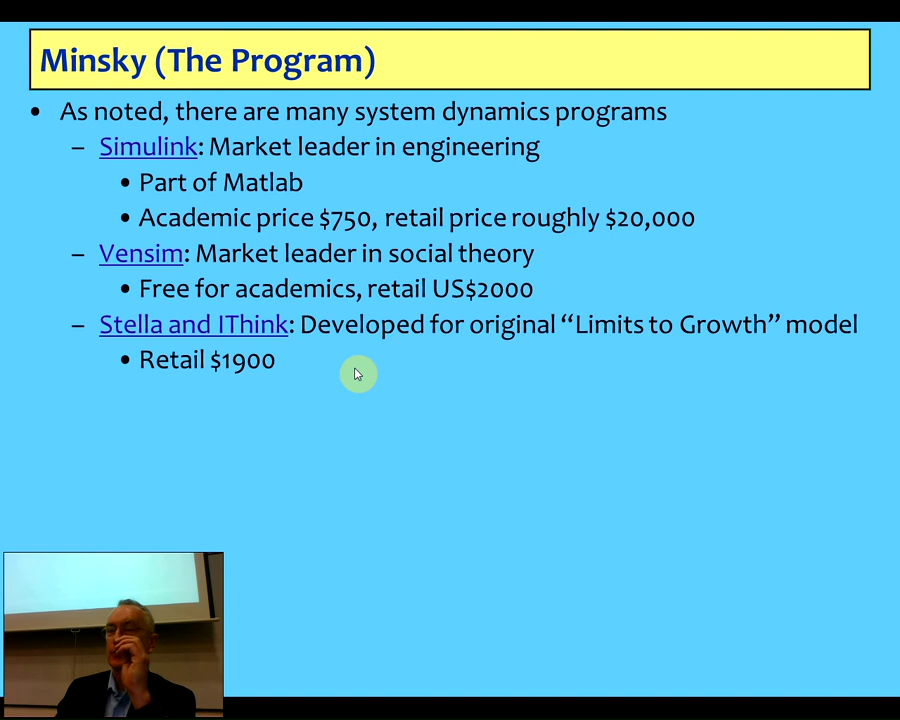 Minsky (The Program)
• As noted, there are many system dynamics programs
– Simulink: Market leader in engineering
• Part of Matlab
• Academic price $750, retail price roughly $20,000
– Vensim: Market leader in social theory
• Free for academics, retail US$2000
– Stella and IThink: Developed for original “Limits to Growth” model
• Retail $1900